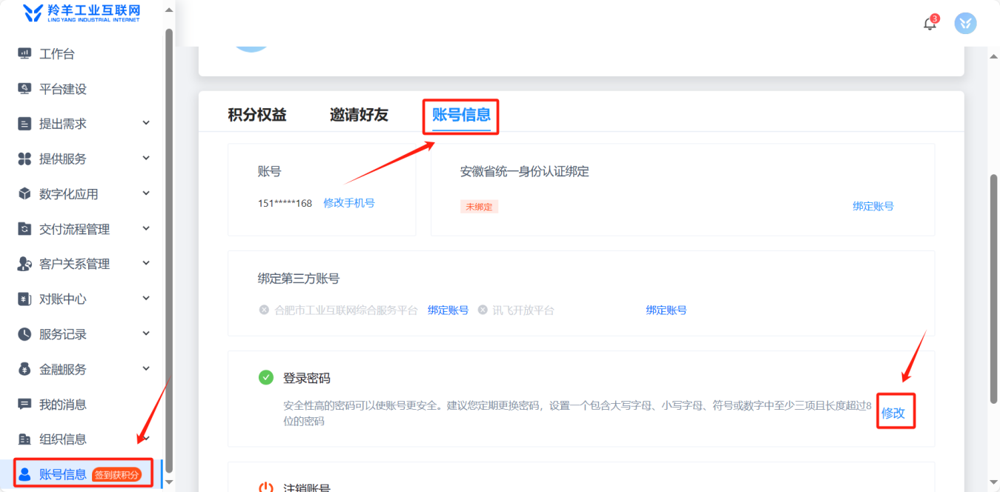 羚羊工业互联网
LINGYANG INDUSTRIAL INTERNET
工作台
平台建设
提出需求
提供服务
数字化应用
交付流程管理
客户关系管理
对账中心
服务记录
金融服务
我的消息
组织信息
账号信息 签到获积分
3
积分权益 邀请好友 账号信息
账号
151*****168 修改手机号
安徽省统一身份认证绑定
未绑定 绑定账号
绑定第三方账号
合肥市工业互联网综合服务平台 绑定账号 讯飞开放平台 绑定账号
登录密码
安全性高的密码可以使账号更安全。建议您定期更换密码，设置一个包含大写字母、小写字母、符号或数字中至少三项目长度超过8
位的密码
修改
注销账号